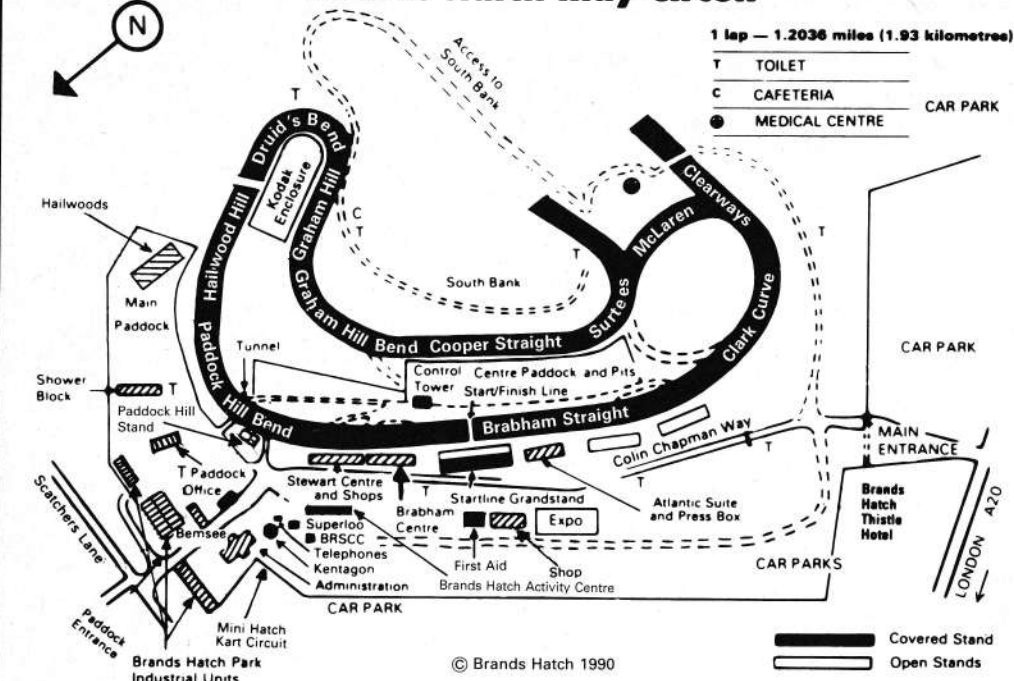 N
1 lap — 1.2036 miles (1.93 kilometres)
T TOILET
C CAFETERIA
MEDICAL CENTRE
CAR PARK
Access to
South Bank
T
Druid's Bend
Kodak
Enclosure
Hailwood Hill
Graham Hill
Graham Hill Bend
C
T
Clearways
McLaren
Surtees
T
T
Clark Curve
Hailwoods
Main
Paddock
South Bank
Cooper Straight
Paddock Hill Bend
Tunnel
Control
Tower
Centre Paddock and Pits
Start/Finish Line
CAR PARK
Shower
Block
T
Paddock Hill
Stand
Brabham Straight
Colin Chapman Way
T
MAIN
ENTRANCE
T Paddock
Office
Stewart Centre
and Shops
T
Brabham
Centre
Startline Grandstand
T
Atlantic Suite
and Press Box
Brands
Hatch
Thistle
Hotel
A20
LONDON
Scatchers Lane
Bemsee
Superloo
BRSCC
Telephones
Kentagon
Administration
Expo
First Aid
Shop
Brands Hatch Activity Centre
CAR PARKS
CAR PARK
Paddock
Entrance
Mini Hatch
Kart Circuit
Brands Hatch Park
Industrial Units
© Brands Hatch 1990
Covered Stand
Open Stands